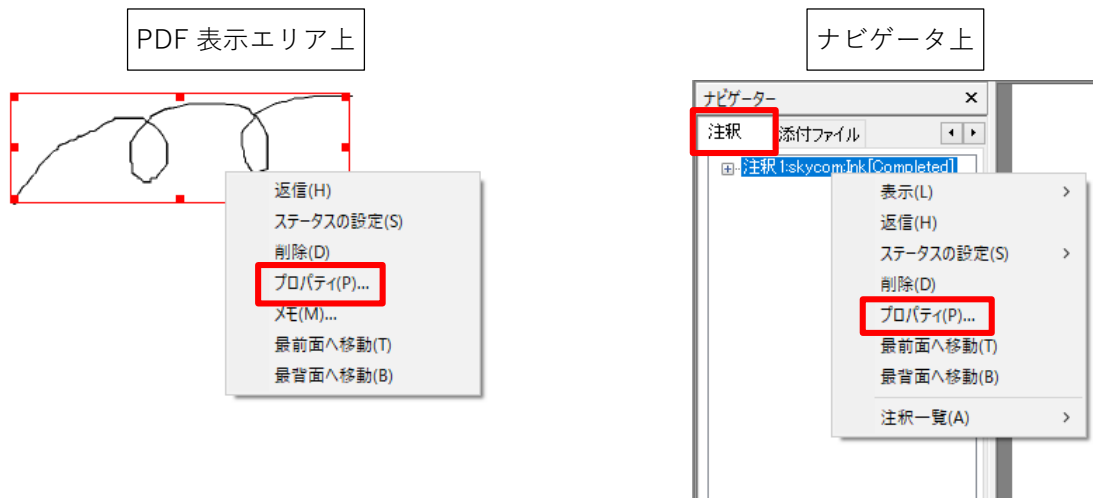 PDF 表示エリア上
返信(H)
ステータスの設定(S)
削除(D)
プロパティ(P)...
メモ(M)...
最前面へ移動(T)
最背面へ移動(B)
ナビゲータ上
ナビゲーター
注釈 添付ファイル
注釈 1:skycom:Ink[Completed]
表示(L)
返信(H)
ステータスの設定(S)
削除(D)
プロパティ(P)...
最前面へ移動(T)
最背面へ移動(B)
注釈一覧(A)